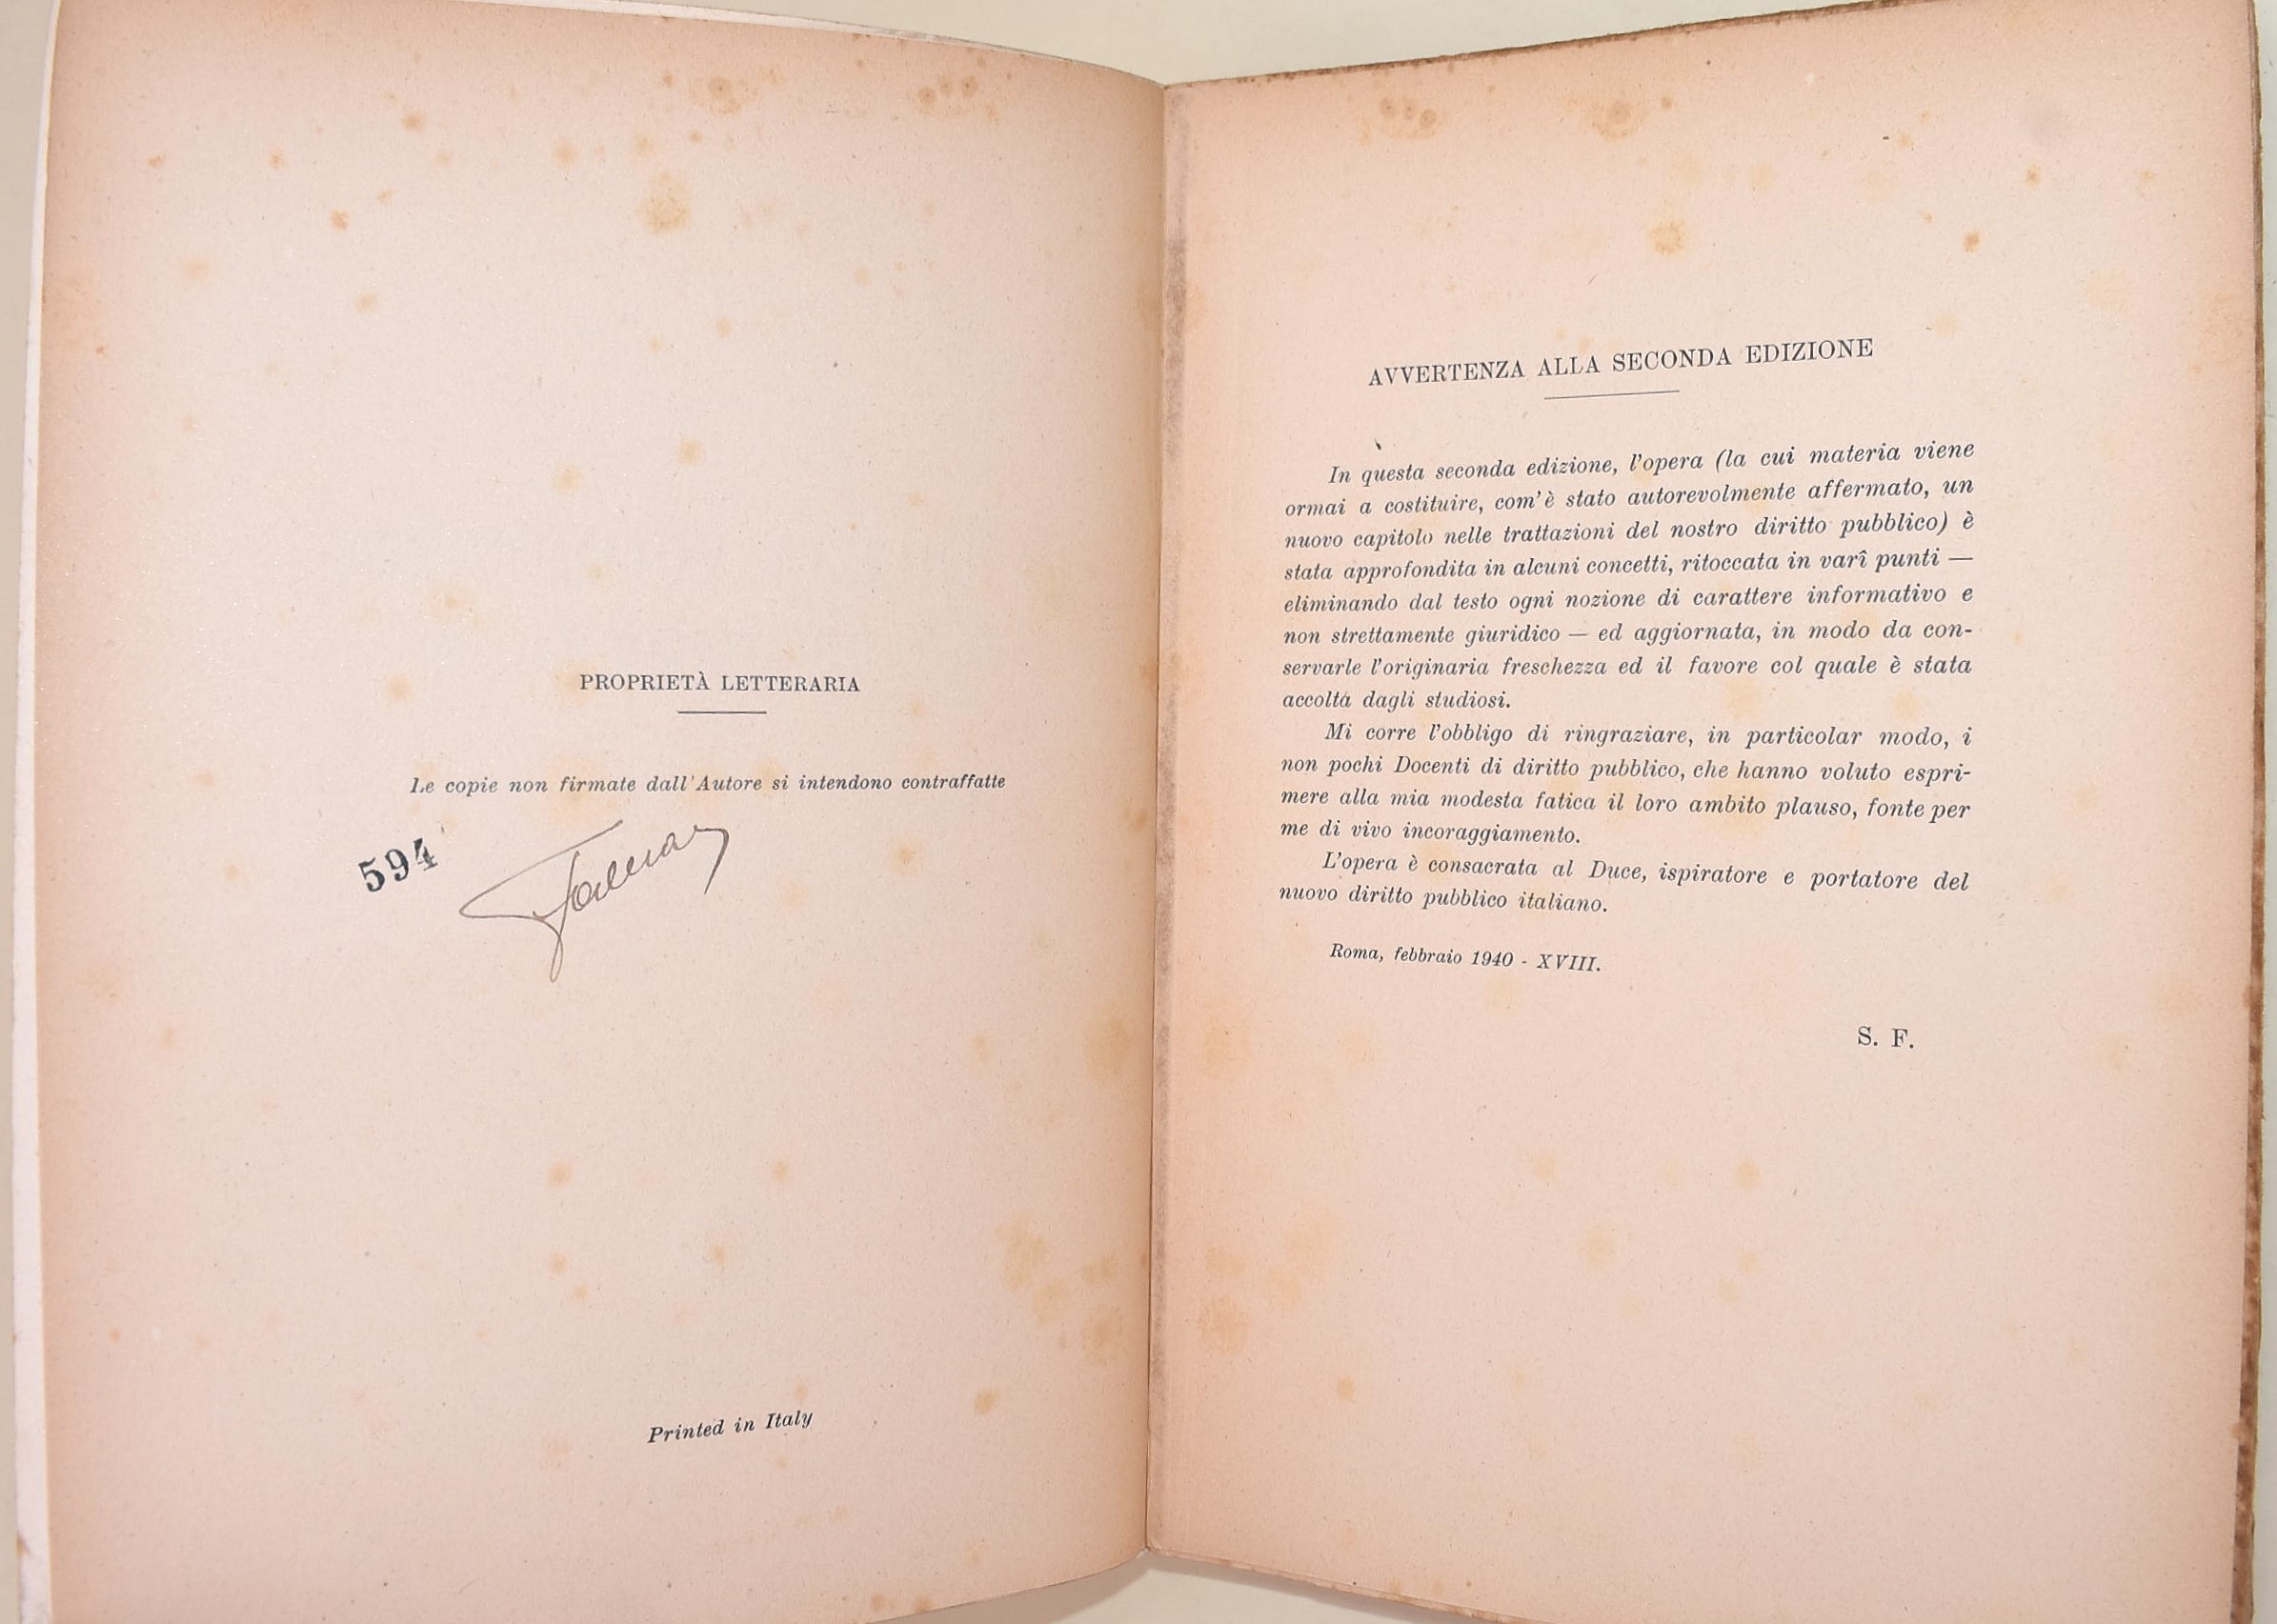 PROPRIETÀ LETTERARIA
Le copie non firmate dall'Autore si intendono contraffatte
594
Printed in Italy
AVVERTENZA ALLA SECONDA EDIZIONE
In questa seconda edizione, l'opera (la cui materia viene
ormai a costituire, com'è stato autorevolmente affermato, un
nuovo capitolo nelle trattazioni del nostro diritto pubblico) è
stata approfondita in alcuni concetti, ritoccata in varî punti —
eliminando dal testo ogni nozione di carattere informativo e
non strettamente giuridico — ed aggiornata, in modo da con-
servarle l'originaria freschezza ed il favore col quale è stata
accolta dagli studiosi.
Mi corre l'obbligo di ringraziare, in particolar modo, i
non pochi Docenti di diritto pubblico, che hanno voluto espri-
mere alla mia modesta fatica il loro ambito plauso, fonte per
me di vivo incoraggiamento.
L'opera è consacrata al Duce, ispiratore e portatore del
nuovo diritto pubblico italiano.
Roma, febbraio 1940 - XVIII.
S. F.